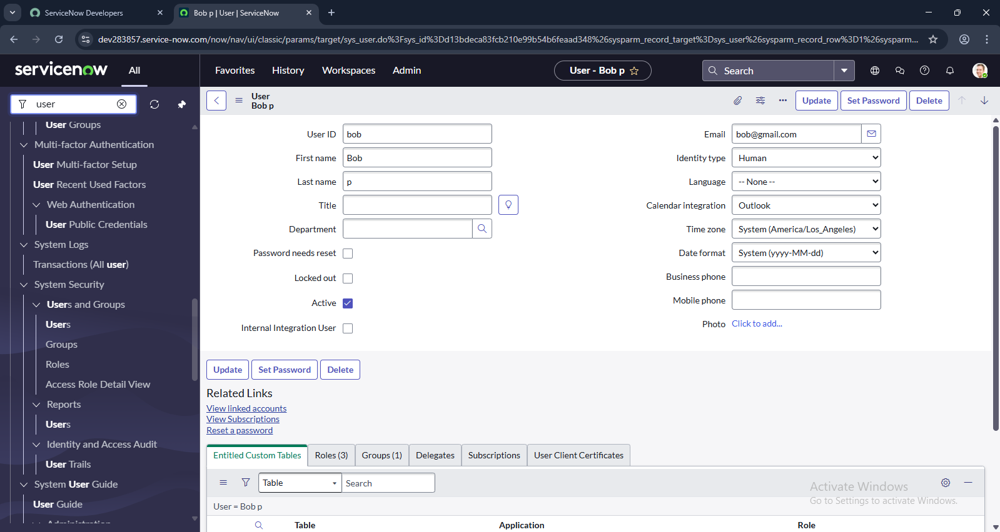 ServiceNow Developers
Bob p | User | ServiceNow
dev283857.service-now.com/now/nav/ui/classic/params/target/sys_user.do%3Fsys_id%3Dd13bdeca83fcb210e99b54b6feaad348%26sysparm_record_target%3Dsys_user%26sysparm_record_row%3D1%26sysparm...
servicenow
All
Favorites
History
Workspaces
Admin
User - Bob p
Search
user
User Groups
Multi-factor Authentication
User Multi-factor Setup
User Recent Used Factors
Web Authentication
User Public Credentials
System Logs
Transactions (All user)
System Security
Users and Groups
Users
Groups
Roles
Access Role Detail View
Reports
Users
Identity and Access Audit
User Trails
System User Guide
User Guide
Administration
User
Bob p
Update
Set Password
Delete
User ID
bob
First name
Bob
Last name
p
Title
Department
Password needs reset
Locked out
Active
Internal Integration User
Email
bob@gmail.com
Identity type
Human
Language
-- None --
Calendar integration
Outlook
Time zone
System (America/Los_Angeles)
Date format
System (yyyy-MM-dd)
Business phone
Mobile phone
Photo
Click to add...
Update
Set Password
Delete
Related Links
View linked accounts
View Subscriptions
Reset a password
Entitled Custom Tables
Roles (3)
Groups (1)
Delegates
Subscriptions
User Client Certificates
Table
Search
User = Bob p
Table
Application
Role
Activate Windows
Go to Settings to activate Windows.